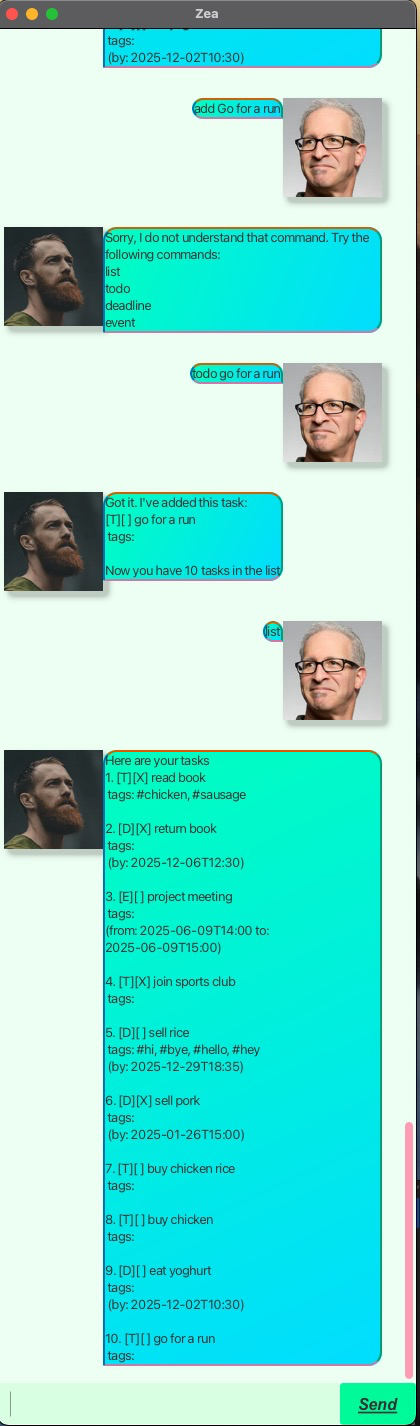 Zea
tags:
(by: 2025-12-02T10:30)
add Go for a run
Sorry, I do not understand that command. Try the
following commands:
list
todo
deadline
event
todo go for a run
Got it. I've added this task:
[T][ ] go for a run
tags:
Now you have 10 tasks in the list
list
Here are your tasks
1. [T][X] read book
tags: #chicken, #sausage
2. [D][X] return book
tags:
(by: 2025-12-06T12:30)
3. [E][ ] project meeting
tags:
(from: 2025-06-09T14:00 to:
2025-06-09T15:00)
4. [T][X] join sports club
tags:
5. [D][ ] sell rice
tags: #hi, #bye, #hello, #hey
(by: 2025-12-29T18:35)
6. [D][X] sell pork
tags:
(by: 2025-01-26T15:00)
7. [T][ ] buy chicken rice
tags:
8. [T][ ] buy chicken
tags:
9. [D][ ] eat yoghurt
tags:
(by: 2025-12-02T10:30)
10. [T][ ] go for a run
tags:
Send